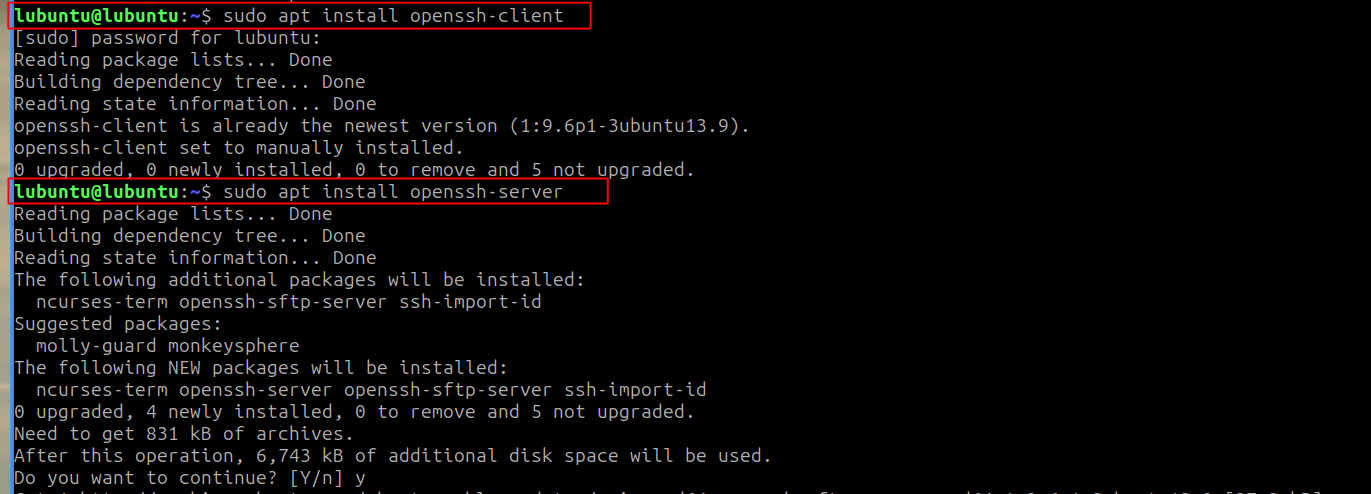 lubuntu@lubuntu:~$ sudo apt install openssh-client
[sudo] password for lubuntu:
Reading package lists... Done
Building dependency tree... Done
Reading state information... Done
openssh-client is already the newest version (1:9.6p1-3ubuntu13.9).
openssh-client set to manually installed.
0 upgraded, 0 newly installed, 0 to remove and 5 not upgraded.
lubuntu@lubuntu:~$ sudo apt install openssh-server
Reading package lists... Done
Building dependency tree... Done
Reading state information... Done
The following additional packages will be installed:
  ncurses-term openssh-sftp-server ssh-import-id
Suggested packages:
  molly-guard monkeysphere
The following NEW packages will be installed:
  ncurses-term openssh-server openssh-sftp-server ssh-import-id
0 upgraded, 4 newly installed, 0 to remove and 5 not upgraded.
Need to get 831 kB of archives.
After this operation, 6,743 kB of additional disk space will be used.
Do you want to continue? [Y/n] y